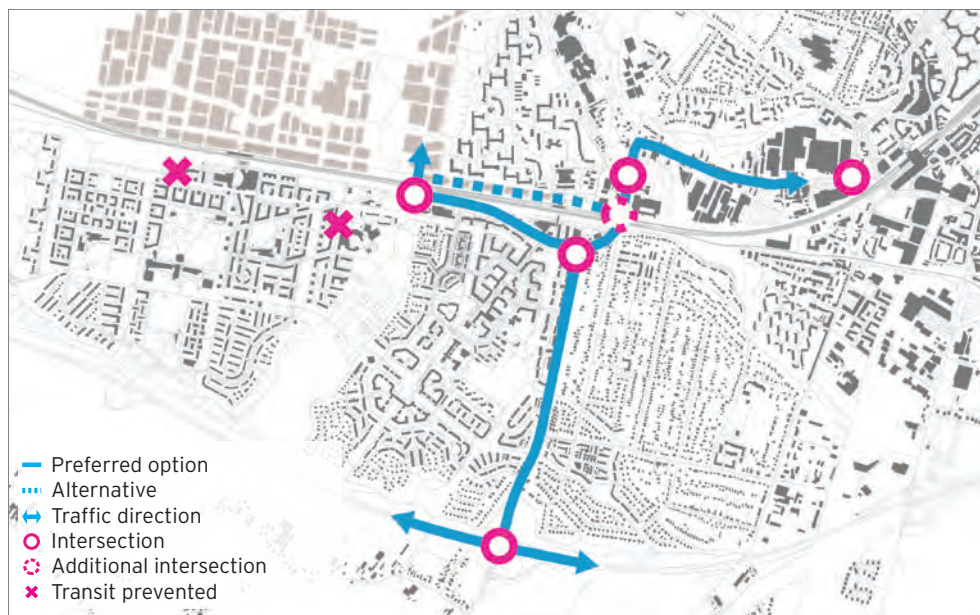 Preferred option
Alternative
Traffic direction
Intersection
Additional intersection
Transit prevented